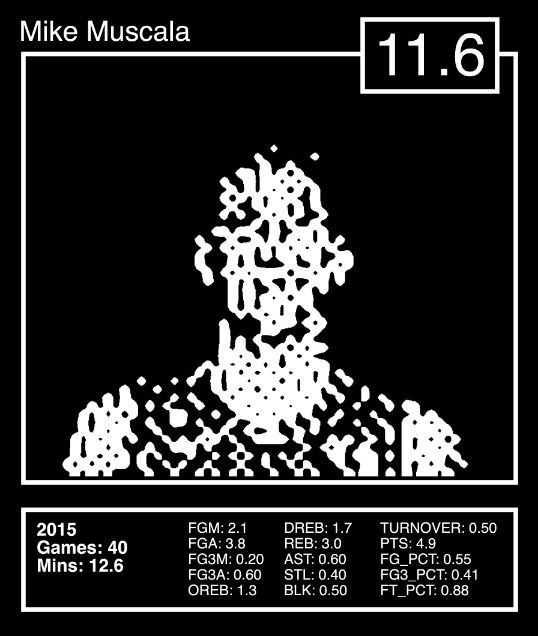 Mike Muscala
11.6
2015
Games: 40
Mins: 12.6
FGM: 2.1
FGA: 3.8
FG3M: 0.20
FG3A: 0.60
OREB: 1.3
DREB: 1.7
REB: 3.0
AST: 0.60
STL: 0.40
BLK: 0.50
TURNOVER: 0.50
PTS: 4.9
FG_PCT: 0.55
FG3_PCT: 0.41
FT_PCT: 0.88